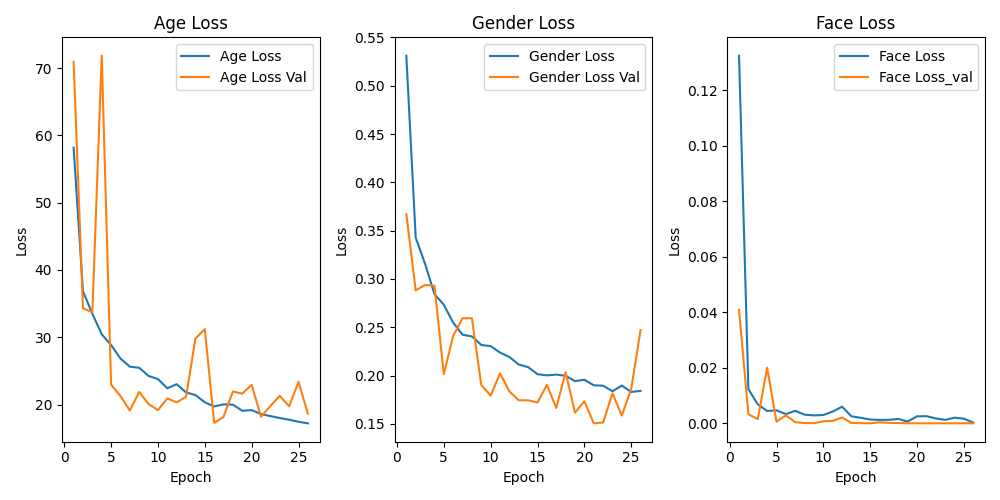 Age Loss
Gender Loss
Face Loss
Age Loss
Age Loss Val
Gender Loss
Gender Loss Val
Face Loss
Face Loss_val
Loss
70
60
50
40
30
20
0
5
10
15
20
25
Epoch
Loss
0.55
0.50
0.45
0.40
0.35
0.30
0.25
0.20
0.15
0
5
10
15
20
25
Epoch
Loss
0.12
0.10
0.08
0.06
0.04
0.02
0.00
0
5
10
15
20
25
Epoch